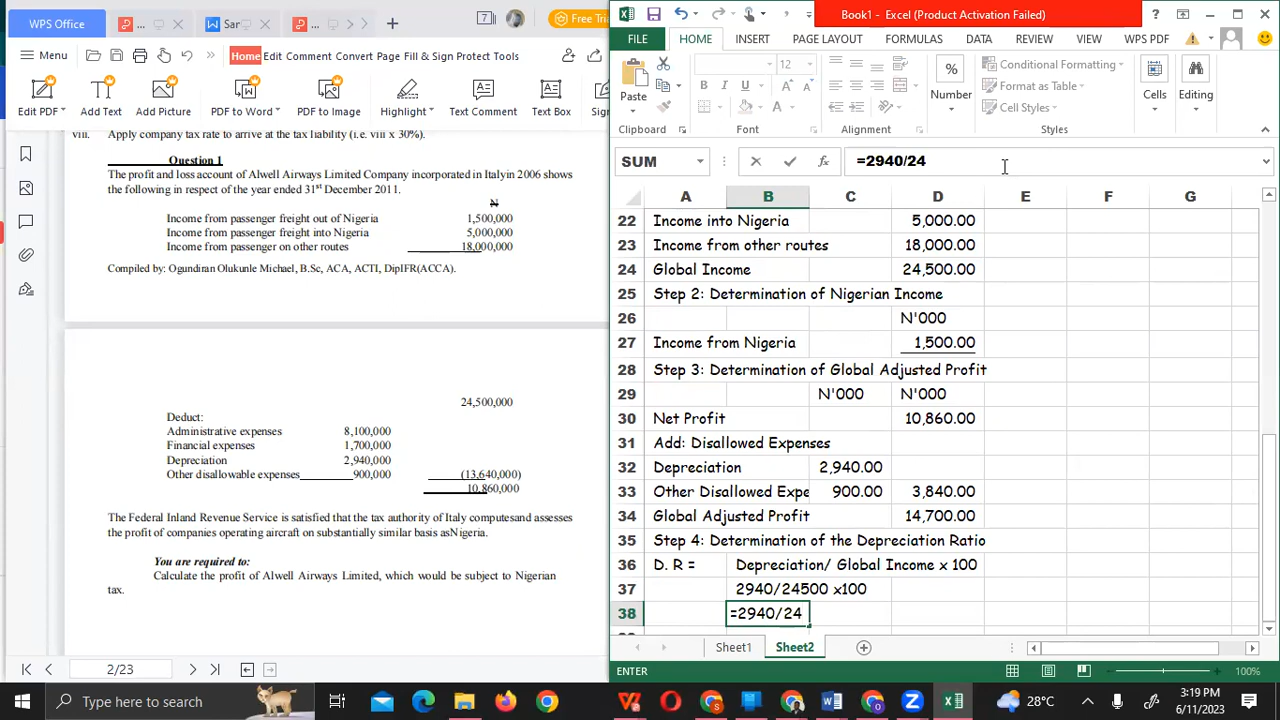 WPS Office
San
7
Free Tria
Book1 - Excel (Product Activation Failed)
Menu
Home Edit Comment Convert Page Fill & Sign Protect Tools
FILE HOME INSERT PAGE LAYOUT FORMULAS DATA REVIEW VIEW WPS PDF
Edit PDF
Add Text
Add Picture
PDF to Word
PDF to Image
Highlight
Text Comment
Text Box
Sign
Paste
12
B I U
%
Number
Conditional Formatting
Format as Table
Cell Styles
Cells
Editing
Clipboard
Font
Alignment
Styles
SUM
=2940/24
viii. Apply company tax rate to arrive at the tax liability (i.e. viii x 30%).
Question 1
The profit and loss account of Alwell Airways Limited Company incorporated in Italyin 2006 shows
the following in respect of the year ended 31st December 2011.
N
Income from passenger freight out of Nigeria 1,500,000
Income from passenger freight into Nigeria 5,000,000
Income from passenger on other routes 18,000,000
Compiled by: Ogundiran Olukunle Michael, B.Sc, ACA, ACTI, DipIFR(ACCA).
24,500,000
Deduct:
Administrative expenses 8,100,000
Financial expenses 1,700,000
Depreciation 2,940,000
Other disallowable expenses 900,000 (13,640,000)
10,860,000
The Federal Inland Revenue Service is satisfied that the tax authority of Italy computesand assesses
the profit of companies operating aircraft on substantially similar basis asNigeria.
You are required to:
Calculate the profit of Alwell Airways Limited, which would be subject to Nigerian
tax.
A B C D E F G
22 Income into Nigeria 5,000.00
23 Income from other routes 18,000.00
24 Global Income 24,500.00
25 Step 2: Determination of Nigerian Income
26 N'000
27 Income from Nigeria 1,500.00
28 Step 3: Determination of Global Adjusted Profit
29 N'000 N'000
30 Net Profit 10,860.00
31 Add: Disallowed Expenses
32 Depreciation 2,940.00
33 Other Disallowed Expe 900.00 3,840.00
34 Global Adjusted Profit 14,700.00
35 Step 4: Determination of the Depreciation Ratio
36 D. R = Depreciation/ Global Income x 100
37 2940/24500 x100
38 =2940/24
Sheet1 Sheet2
2/23
ENTER
100%
Type here to search
28°C
3:19 PM
6/11/2023